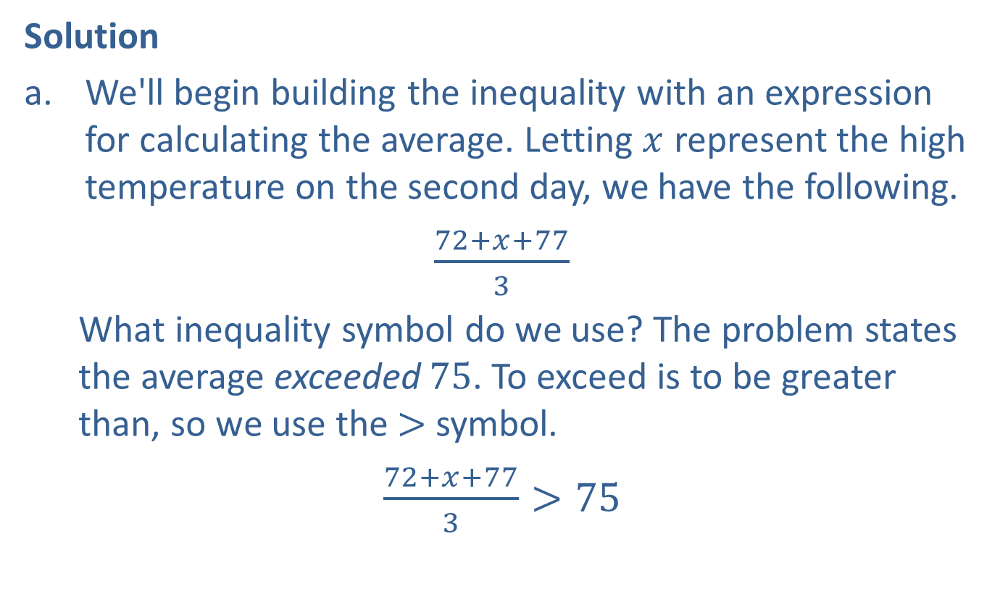 Solution
a. We'll begin building the inequality with an expression
for calculating the average. Letting x represent the high
temperature on the second day, we have the following.
72+x+77
3
What inequality symbol do we use? The problem states
the average exceeded 75. To exceed is to be greater
than, so we use the > symbol.
72+x+77
> 75
3